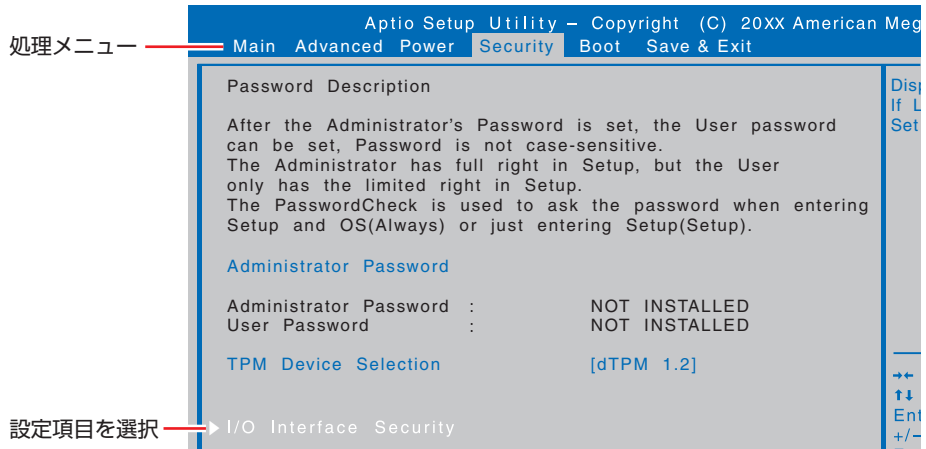 Aptio Setup Utility – Copyright (C) 20XX American
処理メニュー
Main Advanced Power Security Boot Save & Exit
Password Description
After the Administrator's Password is set, the User password
can be set, Password is not case-sensitive.
The Administrator has full right in Setup, but the User
only has the limited right in Setup.
The PasswordCheck is used to ask the password when entering
Setup and OS(Always) or just entering Setup(Setup).
Administrator Password
Administrator Password : NOT INSTALLED
User Password : NOT INSTALLED
TPM Device Selection [dTPM 1.2]
設定項目を選択
I/O Interface Security
If
Set
→←
↑↓
+/−